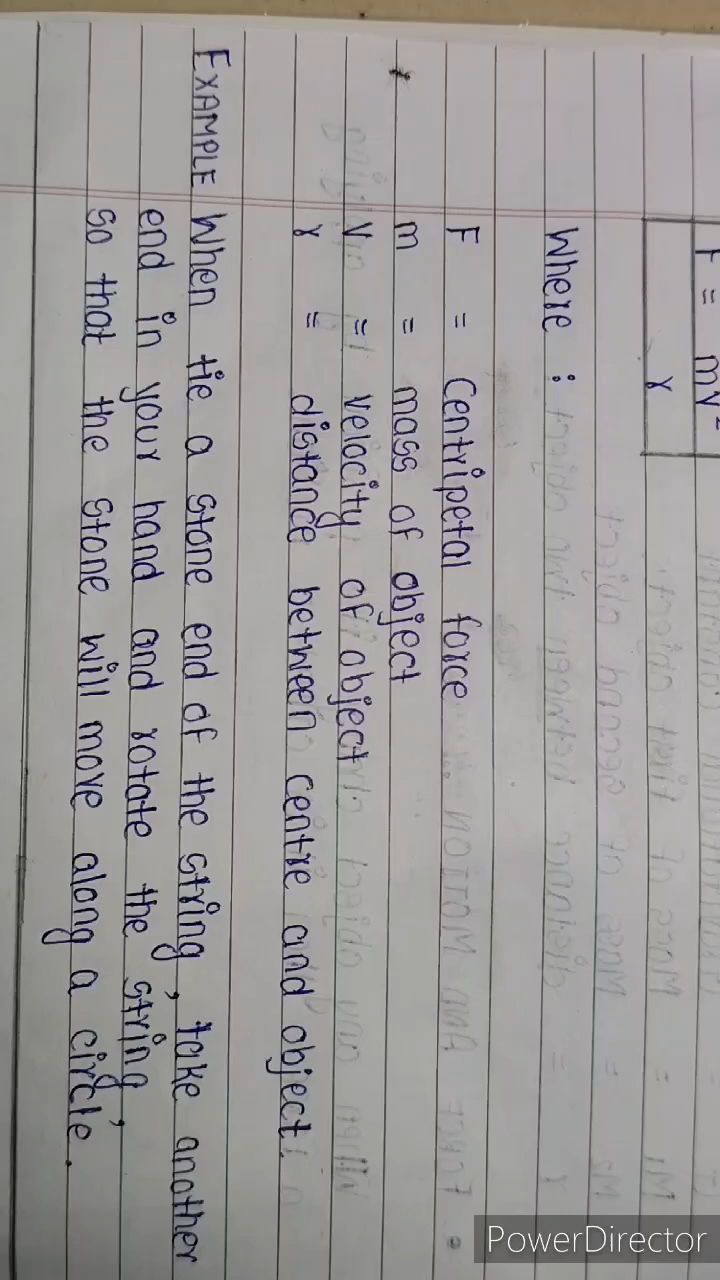 F = mv²
r
Where :
F = Centripetal force
m = mass of object
v = velocity of object
r = distance between centre and object
EXAMPLE When tie a stone end of the string, take another
end in your hand and rotate the string,
so that the stone will move along a circle.
PowerDirector